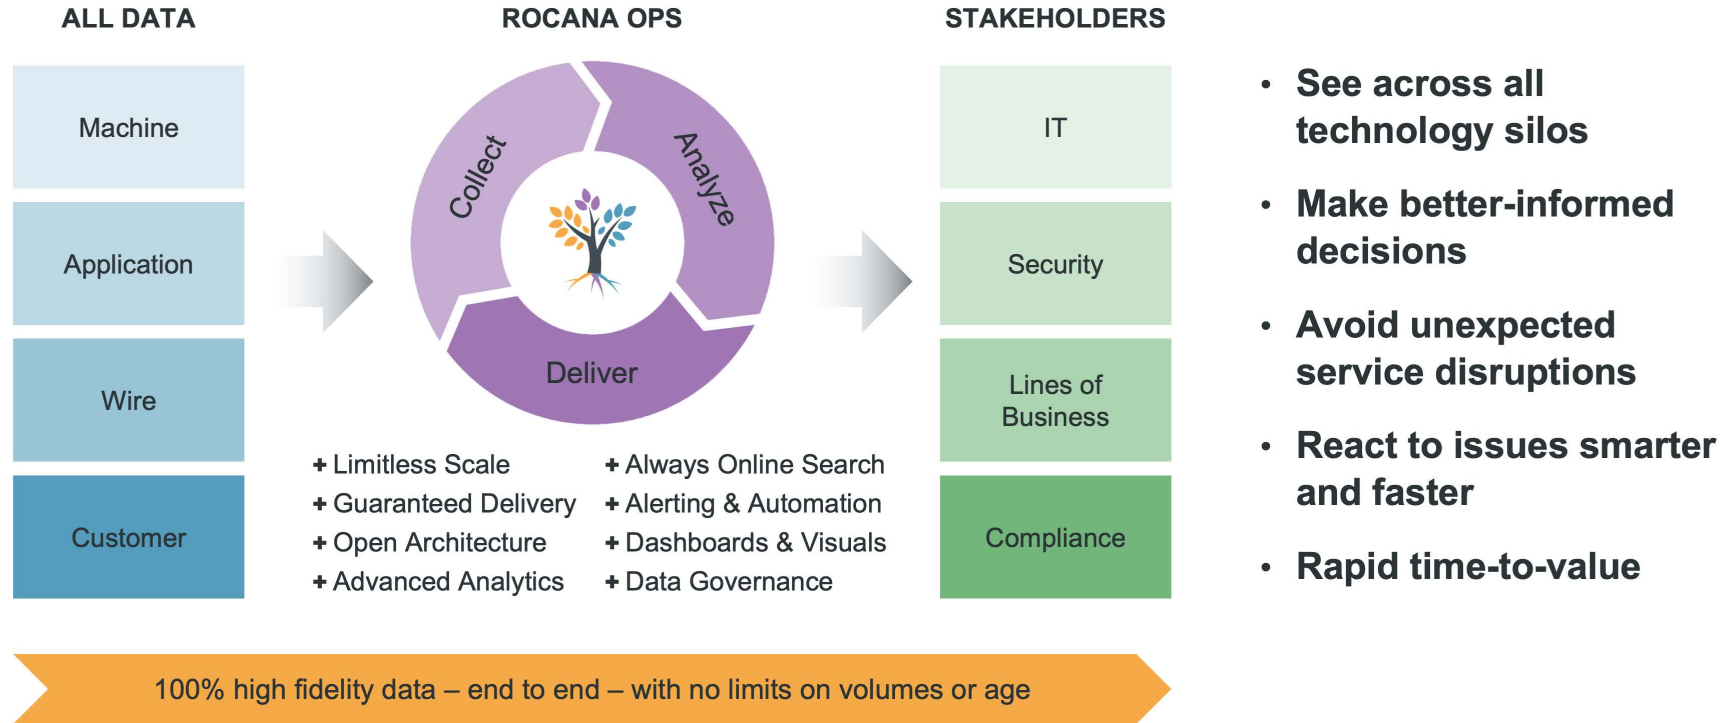 ALL DATA
Machine
Application
Wire
Customer
ROCANA OPS
Collect
Analyze
Deliver
+ Limitless Scale
+ Guaranteed Delivery
+ Open Architecture
+ Advanced Analytics
+ Always Online Search
+ Alerting & Automation
+ Dashboards & Visuals
+ Data Governance
STAKEHOLDERS
IT
Security
Lines of
Business
Compliance
• See across all
technology silos
• Make better-informed
decisions
• Avoid unexpected
service disruptions
• React to issues smarter
and faster
• Rapid time-to-value
100% high fidelity data – end to end – with no limits on volumes or age